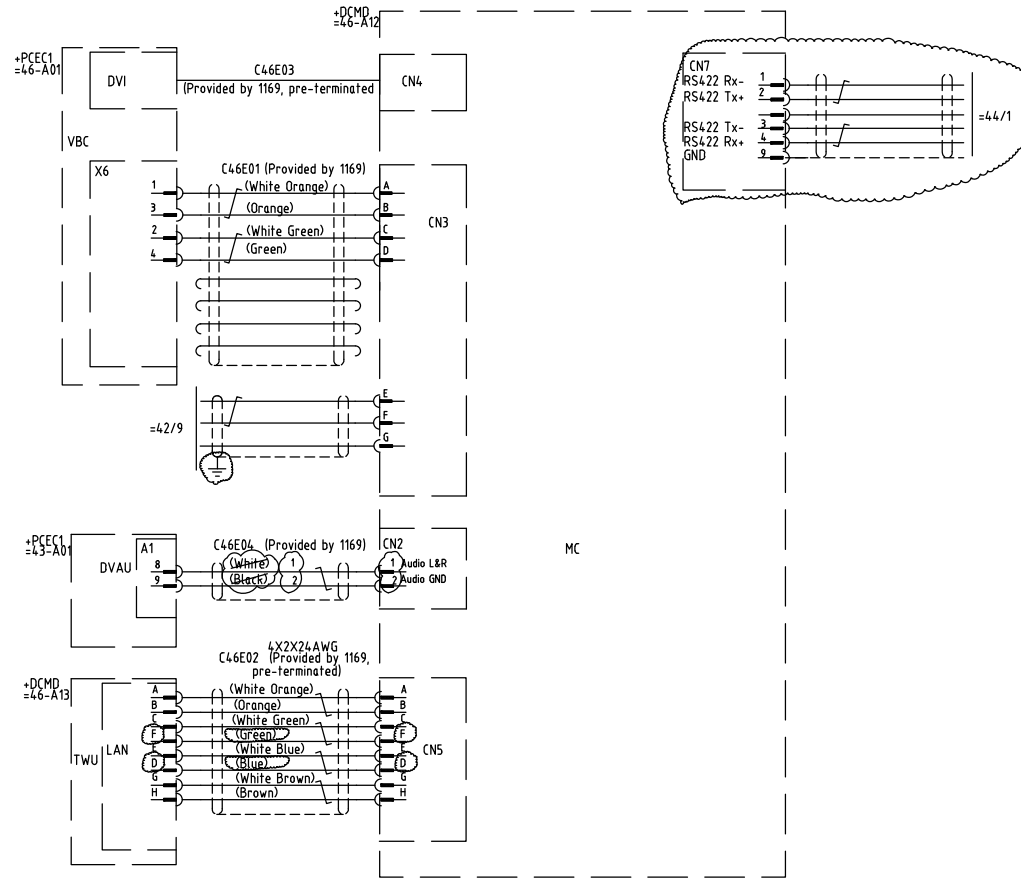 +DCMD
=46-A12
+PCEC1
=46-A01
DVI
C46E03
(Provided by 1169, pre-terminated
CN4
CN7
RS422 Rx- 1
RS422 Tx+ 2
RS422 Tx- 3
RS422 Rx+ 4
GND 9
=44/1
VBC
X6
C46E01 (Provided by 1169)
1 (White Orange) A
3 (Orange) B
2 (White Green) C
4 (Green) D
CN3
E
F
G
=42/9
+PCEC1
=43-A01
A1
DVAU
C46E04 (Provided by 1169)
CN2
8 (White) 1 1 Audio L&R
9 (Black) 2 2 Audio GND
MC
4X2X24AWG
C46E02 (Provided by 1169,
pre-terminated)
+DCMD
=46-A13
TWU
LAN
CN5
A (White Orange) A
B (Orange) B
C (White Green) C
F (Green) F
(White Blue)
D (Blue) D
G (White Brown) G
H (Brown) H